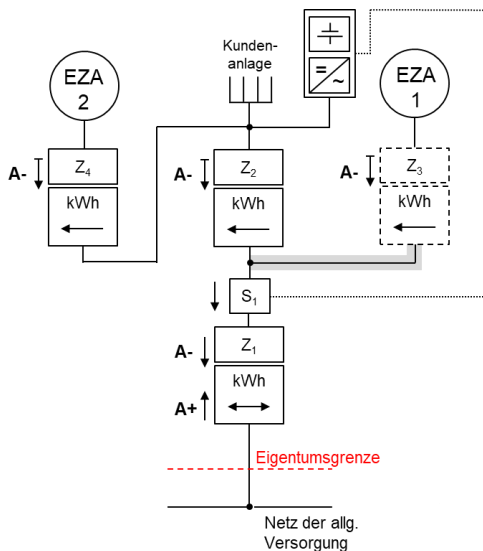 Kunden-
anlage
EZA
2
EZA
1
=
~
A-
Z4
kWh
A-
Z2
kWh
A-
Z3
kWh
S1
A-
Z1
A+
kWh
Eigentumsgrenze
Netz der allg.
Versorgung